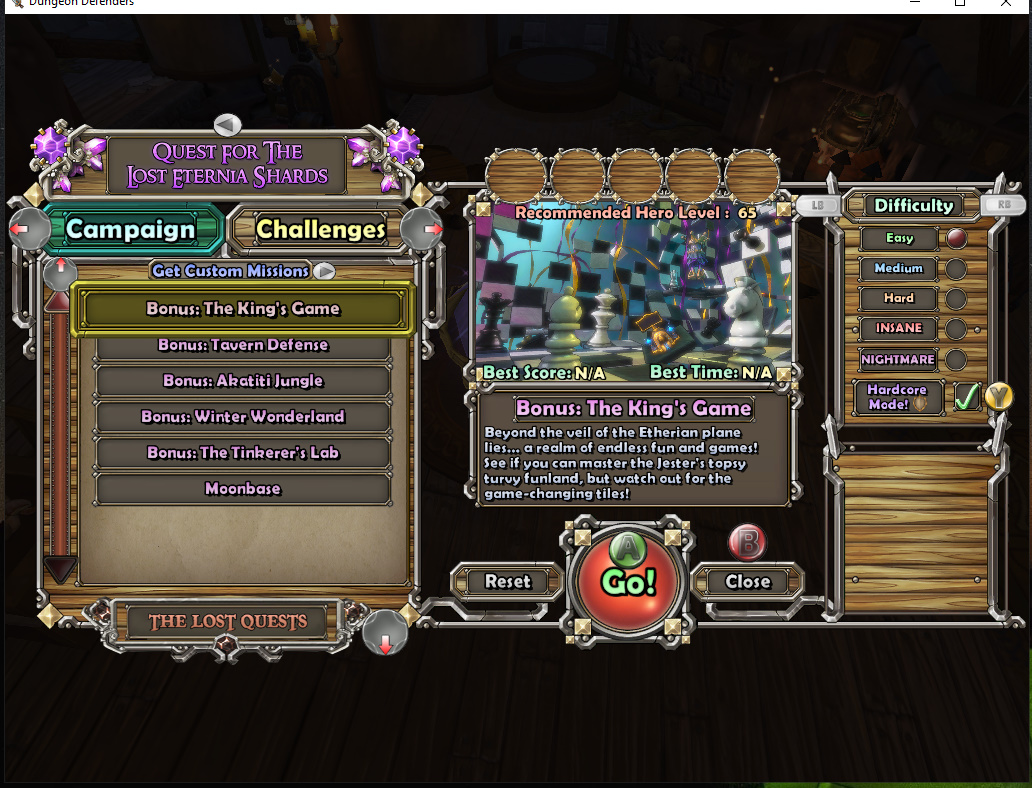 Dungeon Defenders
Quest for The
Lost Eternia Shards
Campaign
Challenges
Get Custom Missions
Bonus: The King's Game
Bonus: Tavern Defense
Bonus: Akatiti Jungle
Bonus: Winter Wonderland
Bonus: The Tinkerer's Lab
Moonbase
THE LOST QUESTS
Recommended Hero Level : 65
Best Score: N/A
Best Time: N/A
Bonus: The King's Game
Beyond the veil of the Etherian plane
lies... a realm of endless fun and games!
See if you can master the Jester's topsy
turvy funland, but watch out for the
game-changing tiles!
Reset
A
Go!
B
Close
LB
Difficulty
RB
Easy
Medium
Hard
INSANE
NIGHTMARE
Hardcore
Mode!
Y